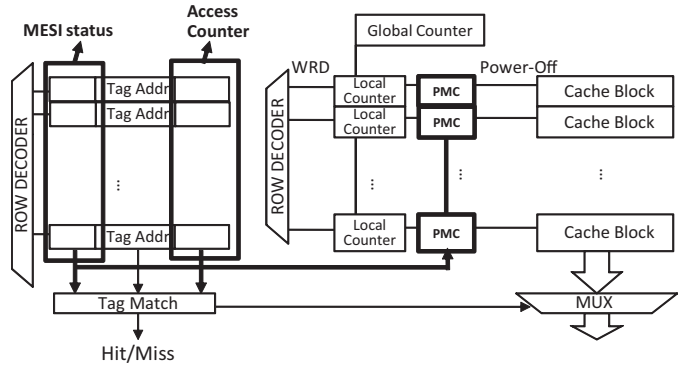 MESI status
Access
Counter
Global Counter
WRD
Power-Off
ROW DECODER
Tag Addr
Tag Addr
...
Tag Addr
ROW DECODER
Local
Counter
PMC
Cache Block
Local
Counter
PMC
Cache Block
...
...
...
Local
Counter
PMC
Cache Block
Tag Match
MUX
Hit/Miss